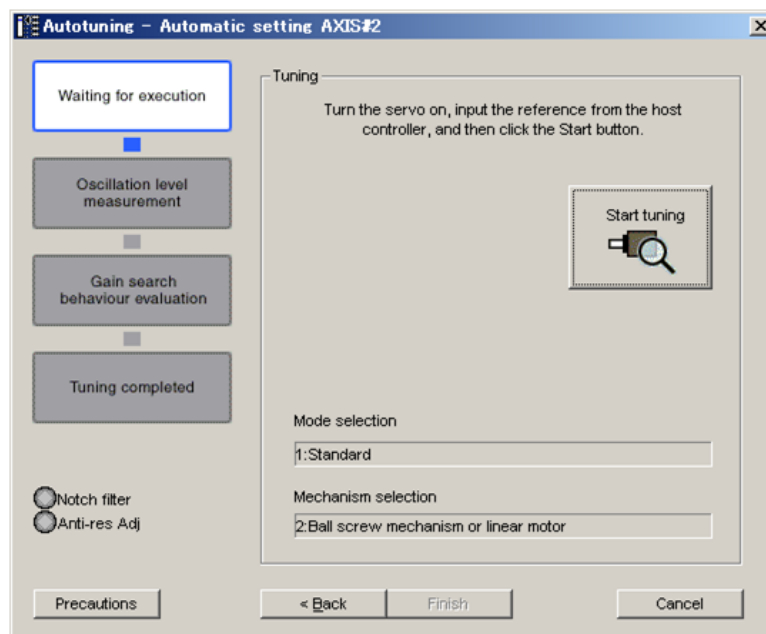 Autotuning - Automatic setting AXIS#2
Waiting for execution
Oscillation level
measurement
Gain search
behaviour evaluation
Tuning completed
Notch filter
Anti-res Adj
Tuning
Turn the servo on, input the reference from the host
controller, and then click the Start button.
Start tuning
Mode selection
1:Standard
Mechanism selection
2:Ball screw mechanism or linear motor
Precautions
< Back
Finish
Cancel